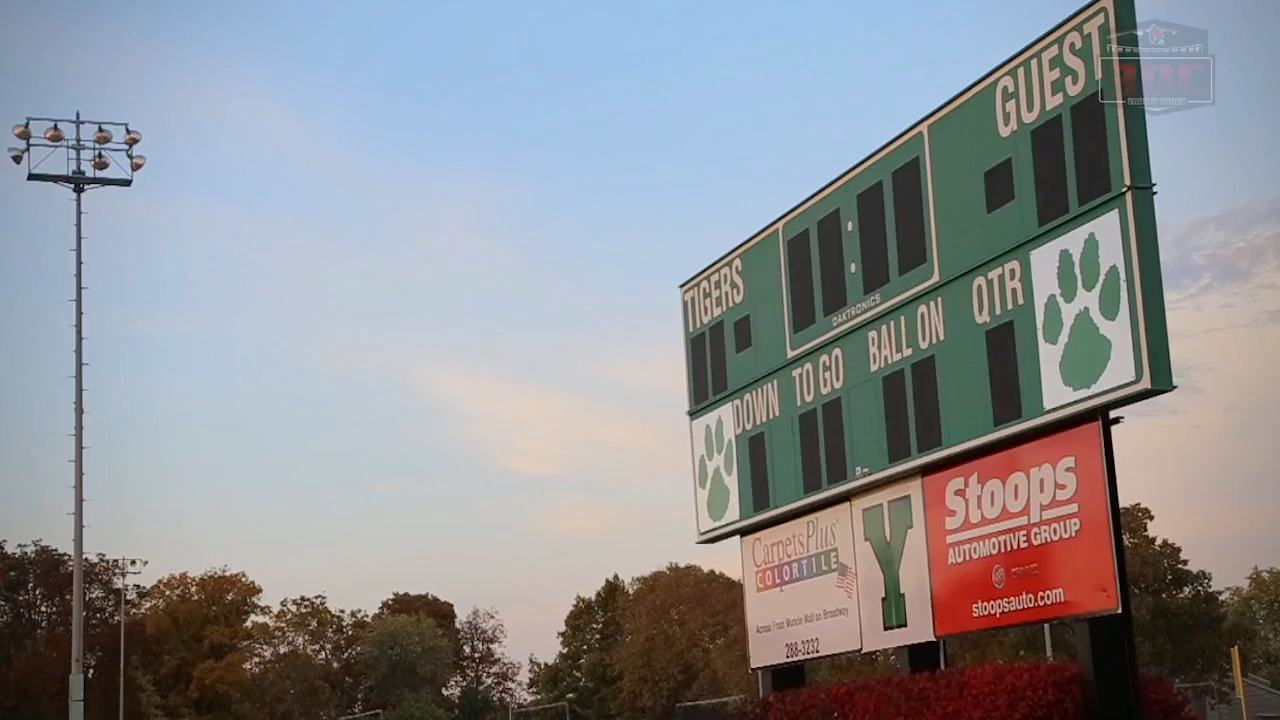 GUEST
TIGERS
DAKTRONICS
DOWN
TO GO
BALL ON
QTR
CarpetsPlus
COLORTILE
Across From Muncie Mall on Broadway
288-3232
Y
Stoops
AUTOMOTIVE GROUP
stoopsauto.com